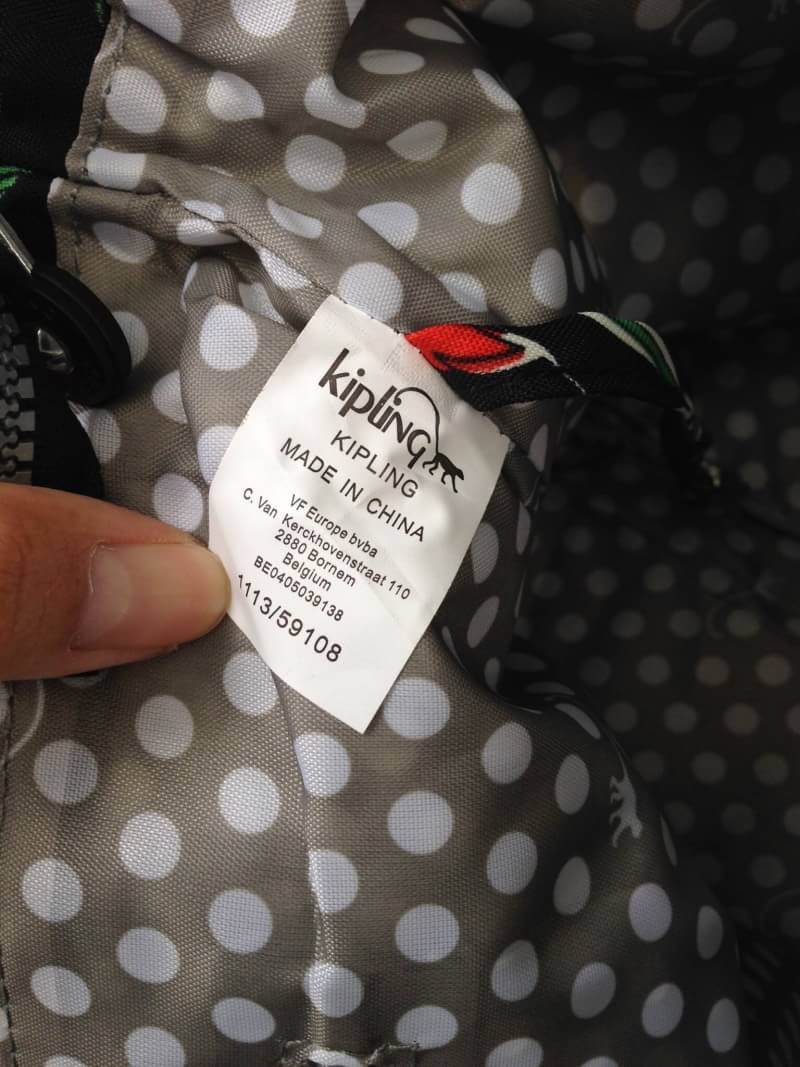 kipling
KIPLING
MADE IN CHINA
VF Europe bvba
C. Van Kerckhovenstraat 110
2880 Bornem
Belgium
BE0405039138
1113/59108